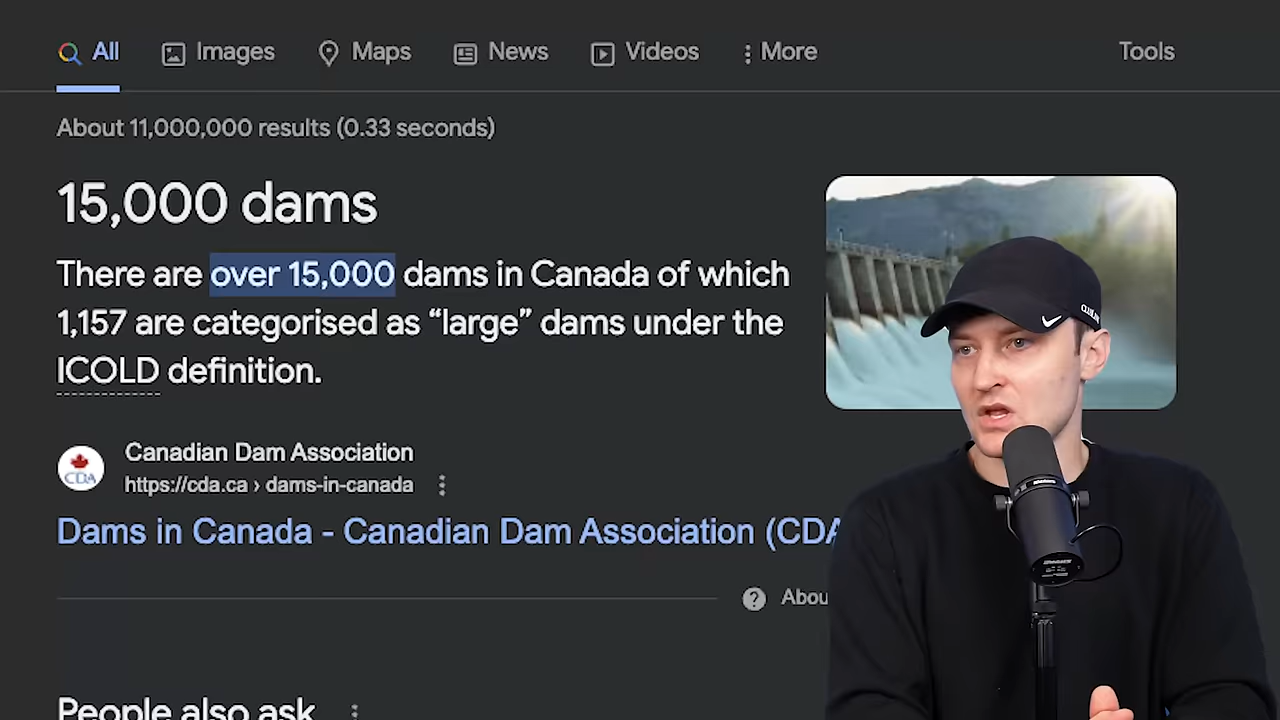 All Images Maps News Videos More Tools
About 11,000,000 results (0.33 seconds)
15,000 dams
There are over 15,000 dams in Canada of which
1,157 are categorised as “large” dams under the
ICOLD definition.
CDA
Canadian Dam Association
https://cda.ca › dams-in-canada
Dams in Canada - Canadian Dam Association (CDA
Abou
People also ask